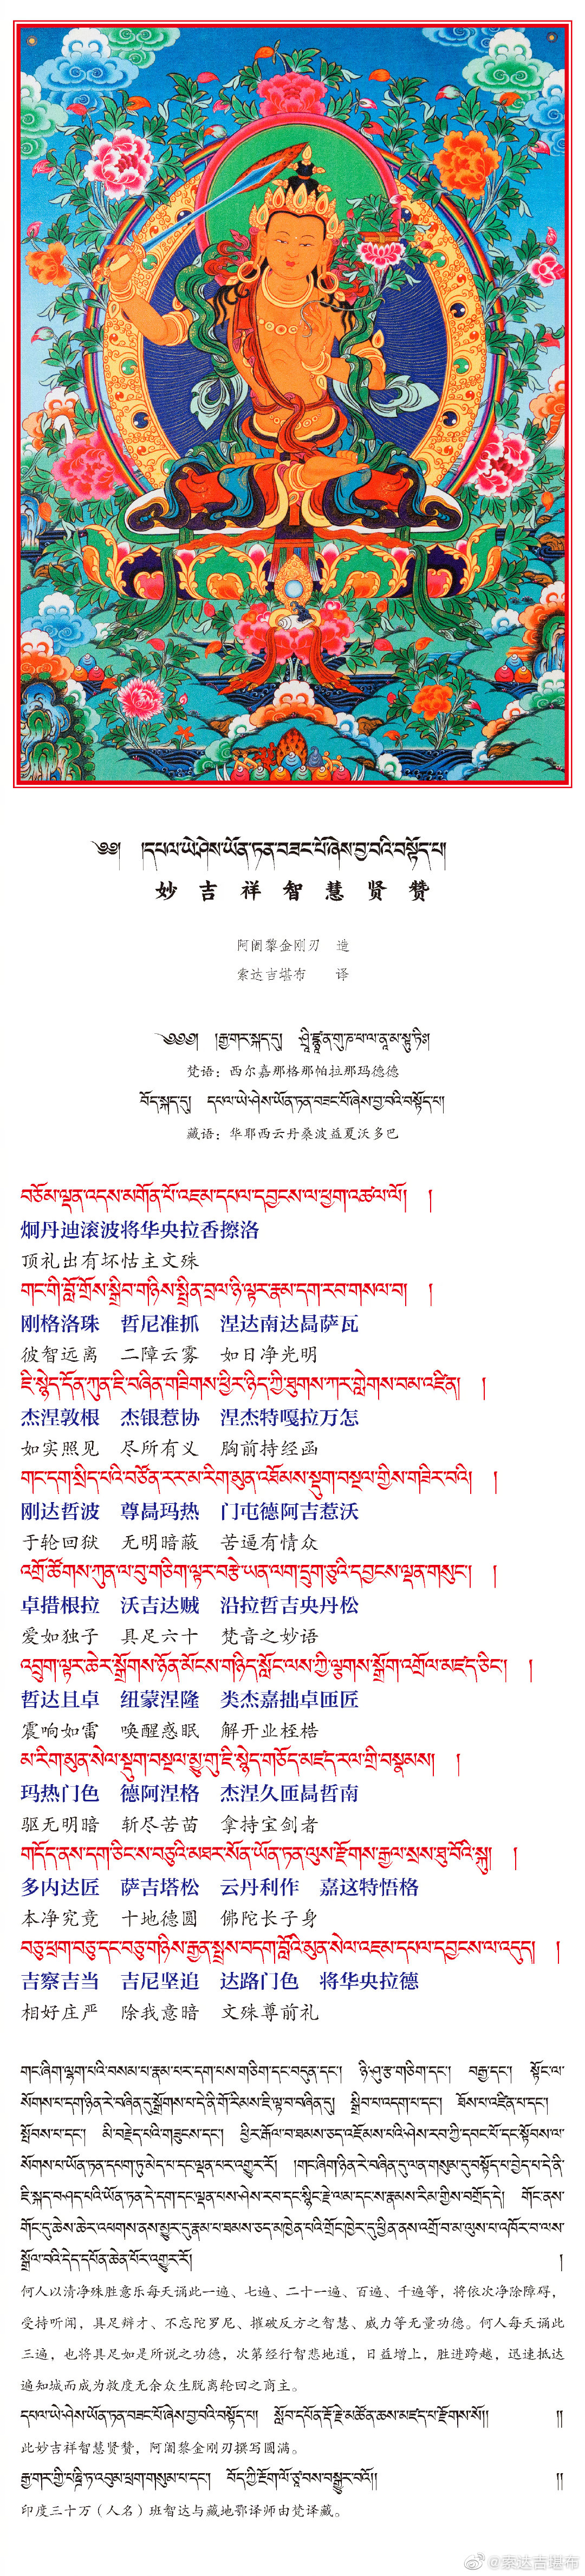 ༄༅། །དཔལ་ཡེ་ཤེས་ཡོན་ཏན་བཟང་པོ་ཞེས་བྱ་བའི་བསྟོད་པ།
妙吉祥智慧贤赞
阿阇黎金刚刃 造
索达吉堪布 译
༄༅༅། །རྒྱ་གར་སྐད་དུ། ཤྲཱི་ཛྙཱན་གུ་ཎ་ཕ་ལ་ནཱ་མ་སྟུ་ཏི།
梵语：西尔嘉那格那帕拉那玛德德
བོད་སྐད་དུ། དཔལ་ཡེ་ཤེས་ཡོན་ཏན་བཟང་པོ་ཞེས་བྱ་བའི་བསྟོད་པ།
藏语：华耶西云丹桑波益夏沃多巴
བཅོམ་ལྡན་འདས་མགོན་པོ་འཇམ་དཔལ་དབྱངས་ལ་ཕྱག་འཚལ་ལོ། །
炯丹迪滚波将华央拉香擦洛
顶礼出有坏怙主文殊
གང་གི་བློ་གྲོས་སྒྲིབ་གཉིས་སྤྲིན་བྲལ་ཉི་ལྟར་རྣམ་དག་རབ་གསལ་བ། །
刚格洛珠 哲尼准抓 涅达南达曷萨瓦
彼智远离 二障云雾 如日净光明
ཇི་སྙེད་དོན་ཀུན་ཇི་བཞིན་གཟིགས་ཕྱིར་ཉིད་ཀྱི་ཐུགས་ཀར་གླེགས་བམ་འཛིན། །
杰涅敦根 杰银惹协 涅杰特嘎拉万怎
如实照见 尽所有义 胸前持经函
གང་དག་སྲིད་པའི་བཙོན་རར་མ་རིག་མུན་འཐོམས་སྡུག་བསྔལ་གྱིས་གཟིར་བའི། །
刚达哲波 尊曷玛热 门屯德阿吉惹沃
于轮回狱 无明暗蔽 苦逼有情众
འགྲོ་ཚོགས་ཀུན་ལ་བུ་གཅིག་ལྟར་བརྩེ་ཡན་ལག་དྲུག་ཅུའི་དབྱངས་ལྡན་གསུང་། །
卓措根拉 沃吉达贼 沿拉哲吉央丹松
爱如独子 具足六十 梵音之妙语
འབྲུག་ལྟར་ཆེར་སྒྲོགས་ཉོན་མོངས་གཉིད་སློང་ལས་ཀྱི་ལྕགས་སྒྲོག་འགྲོལ་མཛད་ཅིང་། །
哲达且卓 纽蒙涅隆 类杰嘉拙卓匝匠
震响如雷 唤醒惑眠 解开业桎梏
མ་རིག་མུན་སེལ་སྡུག་བསྔལ་མྱུ་གུ་ཇི་སྙེད་གཅོད་མཛད་རལ་གྲི་བསྣམས། །
玛热门色 德阿涅格 杰涅久匝曷哲南
驱无明暗 斩尽苦苗 拿持宝剑者
གདོད་ནས་དག་ཅིང་ས་བཅུའི་མཐར་སོན་ཡོན་ཏན་ལུས་རྫོགས་རྒྱལ་སྲས་ཐུ་བོའི་སྐུ། །
多内达匠 萨吉塔松 云丹利作 嘉这特悟格
本净究竟 十地德圆 佛陀长子身
བཅུ་ཕྲག་བཅུ་དང་བཅུ་གཉིས་རྒྱན་སྤྲས་བདག་བློའི་མུན་སེལ་འཇམ་དཔལ་དབྱངས་ལ་འདུད། །
吉察吉当 吉尼坚追 达路门色 将华央拉德
相好庄严 除我意暗 文殊尊前礼
གང་ཞིག་ལྷག་པའི་བསམ་པ་རྣམ་པར་དག་པས་གཅིག་དང་བདུན་དང་། ཉི་ཤུ་རྩ་གཅིག་དང་། བརྒྱ་དང་། སྟོང་ལ་
སོགས་པ་དག་ཉིན་རེ་བཞིན་དུ་སྒྲོགས་པ་དེ་ནི་གོ་རིམས་ཇི་ལྟ་བ་བཞིན་དུ། སྒྲིབ་པ་འདག་པ་དང་། ཐོས་པ་འཛིན་པ་དང་།
སྤོབས་པ་དང་། མི་བརྗེད་པའི་གཟུངས་དང་། ཕྱིར་རྒོལ་བ་ཐམས་ཅད་འཇོམས་པའི་ཤེས་རབ་ཀྱི་དབང་པོ་དང་སྟོབས་ལ་
སོགས་པ་ཡོན་ཏན་དཔག་ཏུ་མེད་པ་དང་ལྡན་པར་འགྱུར་རོ། །གང་ཞིག་ཉིན་རེ་བཞིན་དུ་ལན་གསུམ་དུ་བསྟོད་པ་བྱེད་པ་དེ་ནི་
ཇི་སྐད་བཤད་པའི་ཡོན་ཏན་དེ་དག་དང་ལྡན་པས་ཤེས་རབ་དང་སྙིང་རྗེ་ལམ་དང་ས་རྣམས་རིམ་གྱིས་བགྲོད་དེ། གོང་ནས་
གོང་དུ་ཆེས་ཆེར་འཕགས་ནས་མྱུར་དུ་རྣམ་པ་ཐམས་ཅད་མཁྱེན་པའི་གྲོང་ཁྱེར་དུ་ཕྱིན་ནས་འགྲོ་བ་མ་ལུས་པ་འཁོར་བ་ལས་
སྒྲོལ་བའི་དེད་དཔོན་ཆེན་པོར་འགྱུར་རོ། །
何人以清净殊胜意乐每天诵此一遍、七遍、二十一遍、百遍、千遍等，将依次净除障碍，
受持听闻，具足辩才、不忘陀罗尼、摧破反方之智慧、威力等无量功德。何人每天诵此
三遍，也将具足如是所说之功德，次第经行智悲地道，日益增上，胜进跨越，迅速抵达
遍知城而成为救度无余众生脱离轮回之商主。
དཔལ་ཡེ་ཤེས་ཡོན་ཏན་བཟང་པོ་ཞེས་བྱ་བའི་བསྟོད་པ། སློབ་དཔོན་རྡོ་རྗེ་མཚོན་ཆས་མཛད་པ་རྫོགས་སོ།། །།
此妙吉祥智慧贤赞，阿阇黎金刚刃撰写圆满。
རྒྱ་གར་གྱི་པཎྜི་ཏ་འབུམ་ཕྲག་གསུམ་པ་དང་། བོད་ཀྱི་རྔོག་ལོ་ཙཱ་བས་བསྒྱུར་བའོ།། །།
印度三十万（人名）班智达与藏地鄂译师由梵译藏。
@索达吉堪布